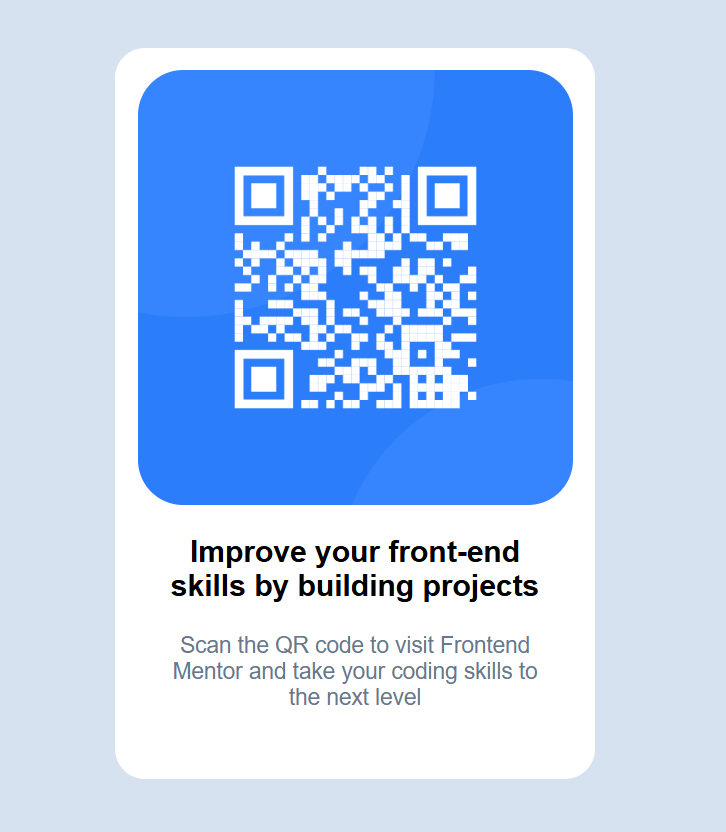 Improve your front-end
skills by building projects
Scan the QR code to visit Frontend
Mentor and take your coding skills to
the next level